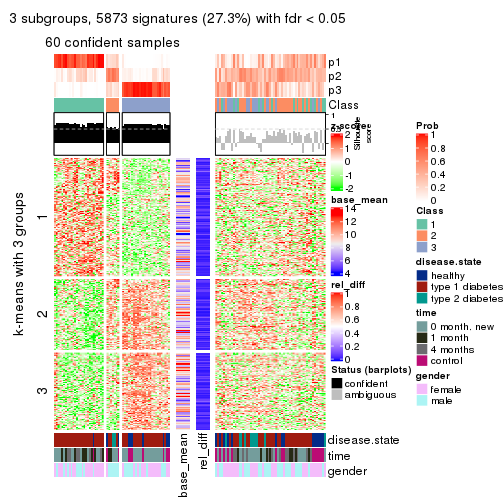 3 subgroups, 5873 signatures (27.3%) with fdr < 0.05
60 confident samples
p1
p2
p3
Class
1
Silhouette
score
k-means with 3 groups
1
2
3
base_mean
rel_diff
disease.state
time
gender
2
1
0
-1
-2
base_mean
14
12
10
8
6
4
rel_diff
1
0.8
0.6
0.4
0.2
0
Status (barplots)
confident
ambiguous
Prob
1
0.8
0.6
0.4
0.2
0
Class
1
2
3
disease.state
healthy
type 1 diabetes
type 2 diabetes
time
0 month. new
1 month
4 months
control
gender
female
male